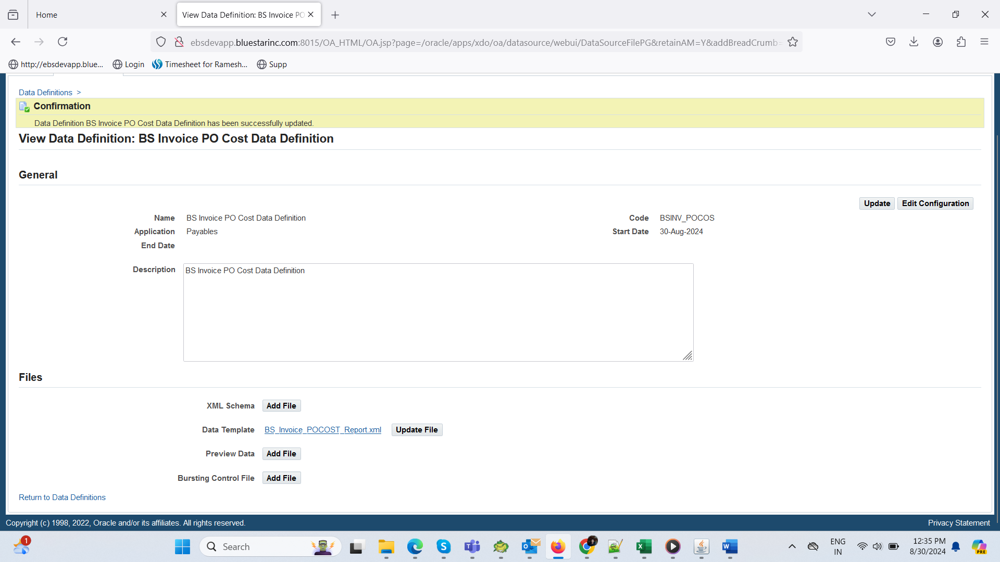 Home
View Data Definition: BS Invoice PO
ebsdevapp.bluestarinc.com:8015/OA_HTML/OA.jsp?page=/oracle/apps/xdo/oa/datasource/webui/DataSourceFilePG&retainAM=Y&addBreadCrumb=
http://ebsdevapp.blue...
Login
Timesheet for Ramesh...
Supp
Data Definitions >
Confirmation
Data Definition BS Invoice PO Cost Data Definition has been successfully updated.
View Data Definition: BS Invoice PO Cost Data Definition
General
Update
Edit Configuration
Name BS Invoice PO Cost Data Definition
Code BSINV_POCOS
Application Payables
Start Date 30-Aug-2024
End Date
Description BS Invoice PO Cost Data Definition
Files
XML Schema Add File
Data Template BS_Invoice_POCOST_Report.xml Update File
Preview Data Add File
Bursting Control File Add File
Return to Data Definitions
Copyright (c) 1998, 2022, Oracle and/or its affiliates. All rights reserved.
Privacy Statement
1
Search
ENG
IN
12:35 PM
8/30/2024
PRE